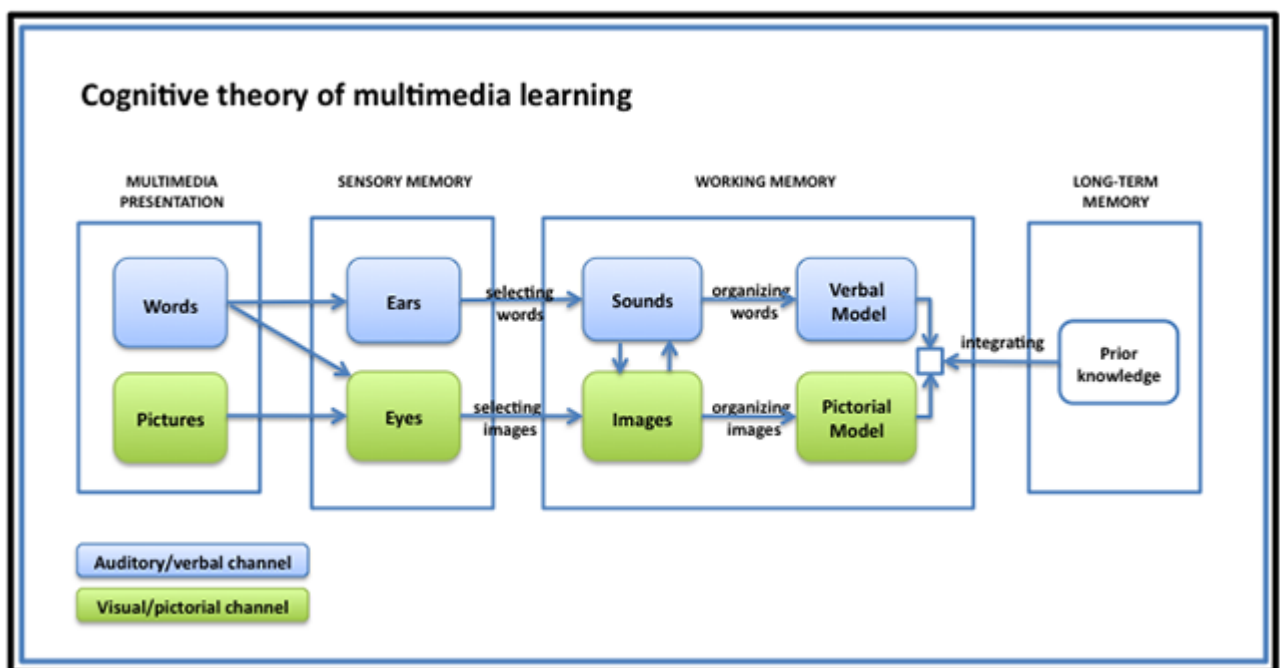 Cognitive theory of multimedia learning
MULTIMEDIA
PRESENTATION
SENSORY MEMORY
WORKING MEMORY
LONG-TERM
MEMORY
Words
Ears
selecting
words
Sounds
organizing
words
Verbal
Model
integrating
Prior
knowledge
Pictures
Eyes
selecting
images
Images
organizing
images
Pictorial
Model
Auditory/verbal channel
Visual/pictorial channel